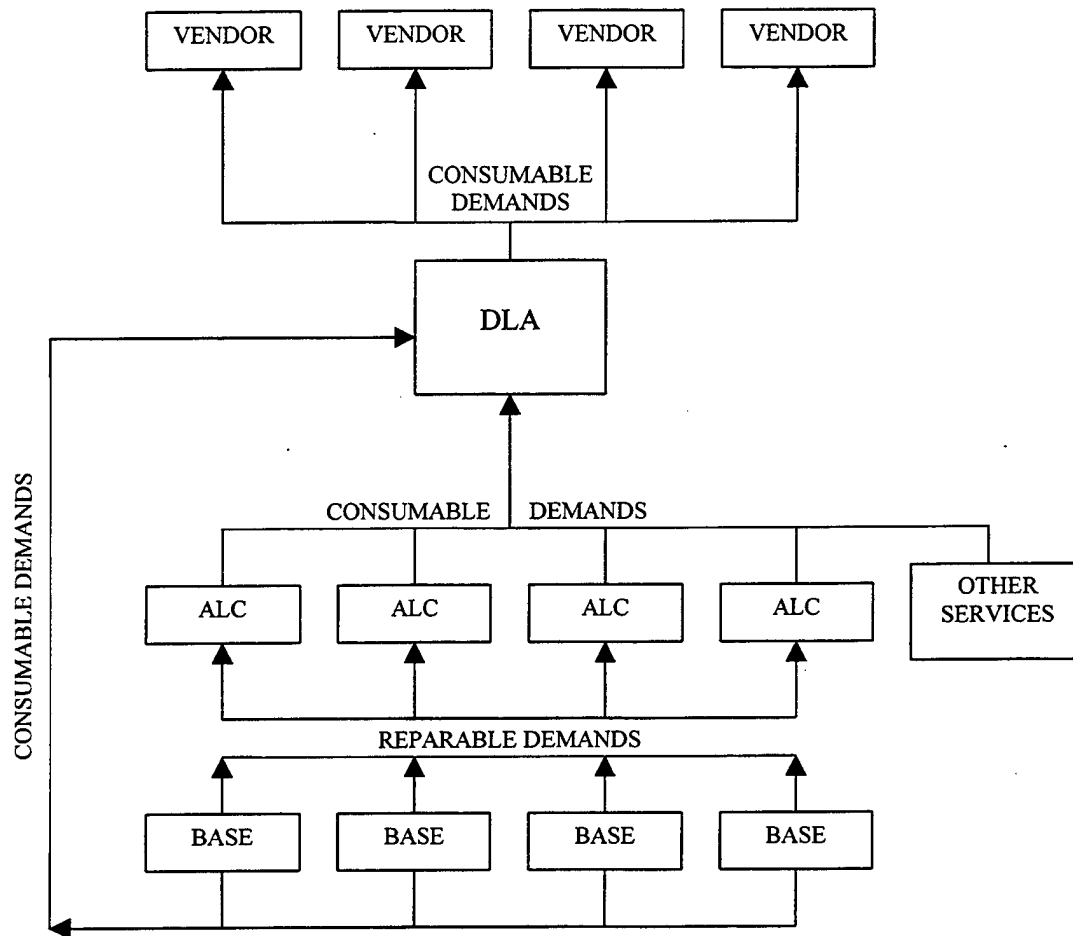 VENDOR VENDOR VENDOR VENDOR
CONSUMABLE
DEMANDS
DLA
CONSUMABLE DEMANDS
CONSUMABLE DEMANDS
ALC ALC ALC ALC
OTHER
SERVICES
REPARABLE DEMANDS
BASE BASE BASE BASE